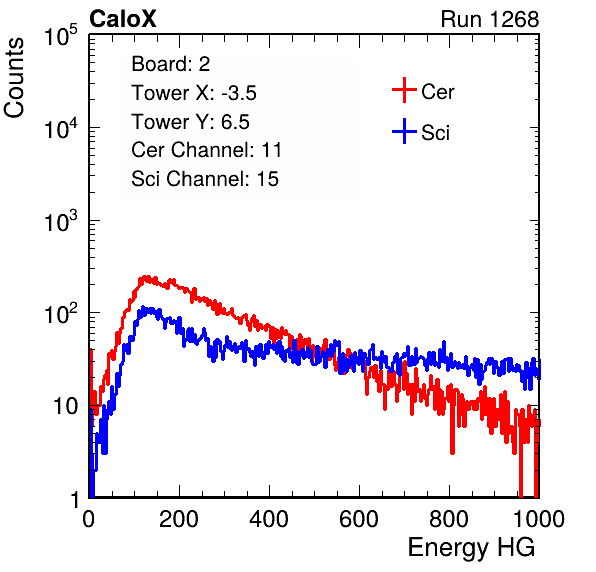 CaloX Run 1268
Counts
10^5
10^4
10^3
10^2
10
1
Board: 2
Tower X: -3.5
Tower Y: 6.5
Cer Channel: 11
Sci Channel: 15
Cer
Sci
0 200 400 600 800 1000
Energy HG